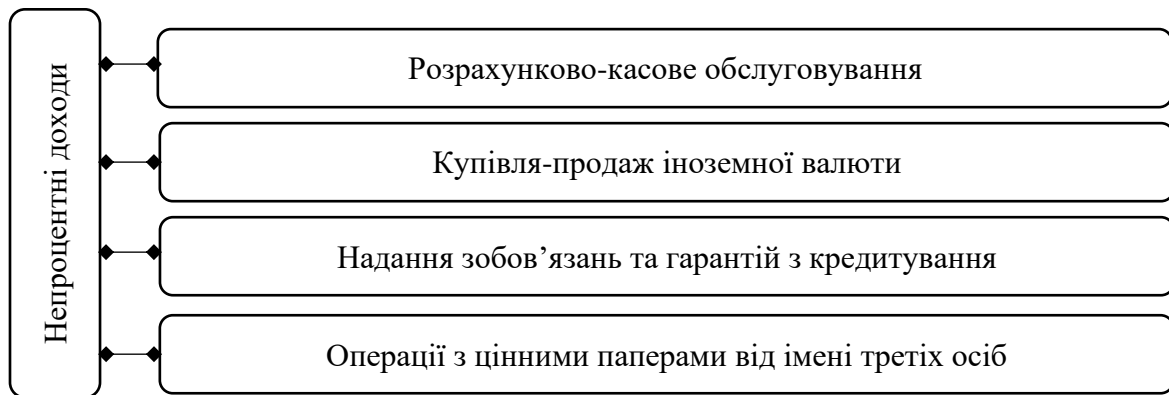 Непроцентні доходи
Розрахунково-касове обслуговування
Купівля-продаж іноземної валюти
Надання зобов’язань та гарантій з кредитування
Операції з цінними паперами від імені третіх осіб